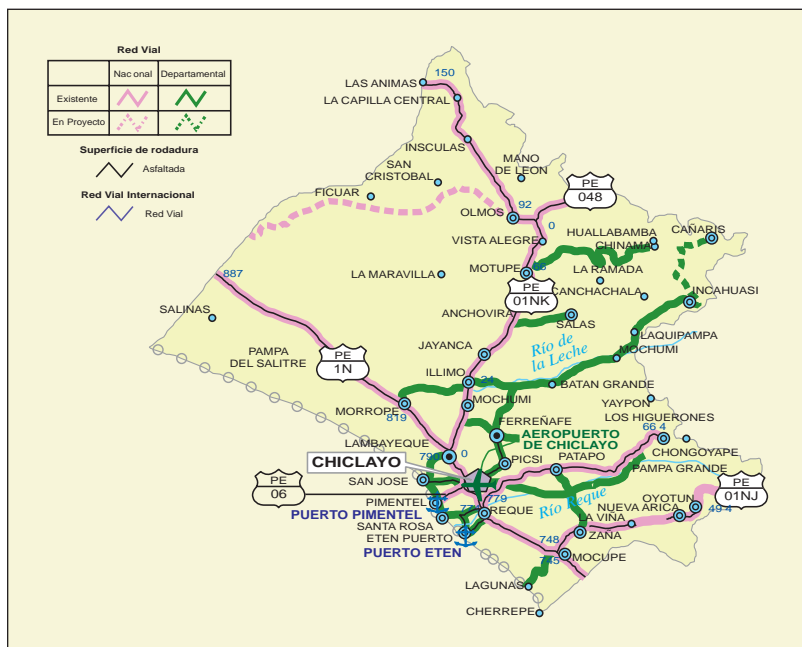 Red Vial
Nac onal
Departamental
Existente
En Proyecto
Superficie de rodadura
Asfaltada
Red Vial Internacional
Red Vial
150
LAS ANIMAS
LA CAPILLA CENTRAL
INSCULAS
SAN
CRISTOBAL
MANO
DE LEON
FICUAR
PE
048
92
OLMOS
0
VISTA ALEGRE
HUALLABAMBA
CHINAMA
CAÑARIS
887
LA MARAVILLA
MOTUPE
LA RAMADA
PE
01NK
CANCHACHALA
INCAHUASI
SALINAS
ANCHOVIRA
SALAS
LAQUIPAMPA
PAMPA
DEL SALITRE
PE
1N
JAYANCA
Río de
la Leche
MOCHUMI
ILLIMO
24
BATAN GRANDE
MORROPE
819
MOCHUMI
YAYPON
LOS HIGUERONES
FERREÑAFE
66 4
AEROPUERTO
DE CHICLAYO
LAMBAYEQUE
790
0
CHICLAYO
PICSI
PATAPO
CHONGOYAPE
PAMPA GRANDE
SAN JOSE
PE
06
779
PIMENTEL
Río Reque
PE
01NJ
OYOTUN
PUERTO PIMENTEL
REQUE
NUEVA ARICA
49 4
SANTA ROSA
LA VIÑA
ETEN PUERTO
748
ZAÑA
PUERTO ETEN
745
MOCUPE
LAGUNAS
CHERREPE